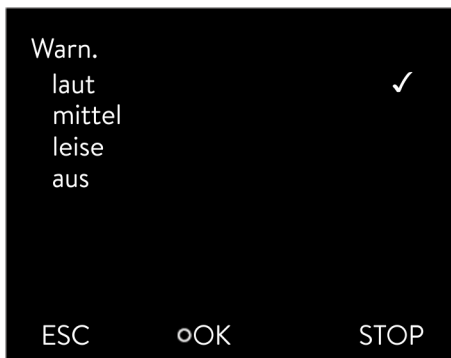 Warn.
laut ✓
mittel
leise
aus
ESC OK STOP